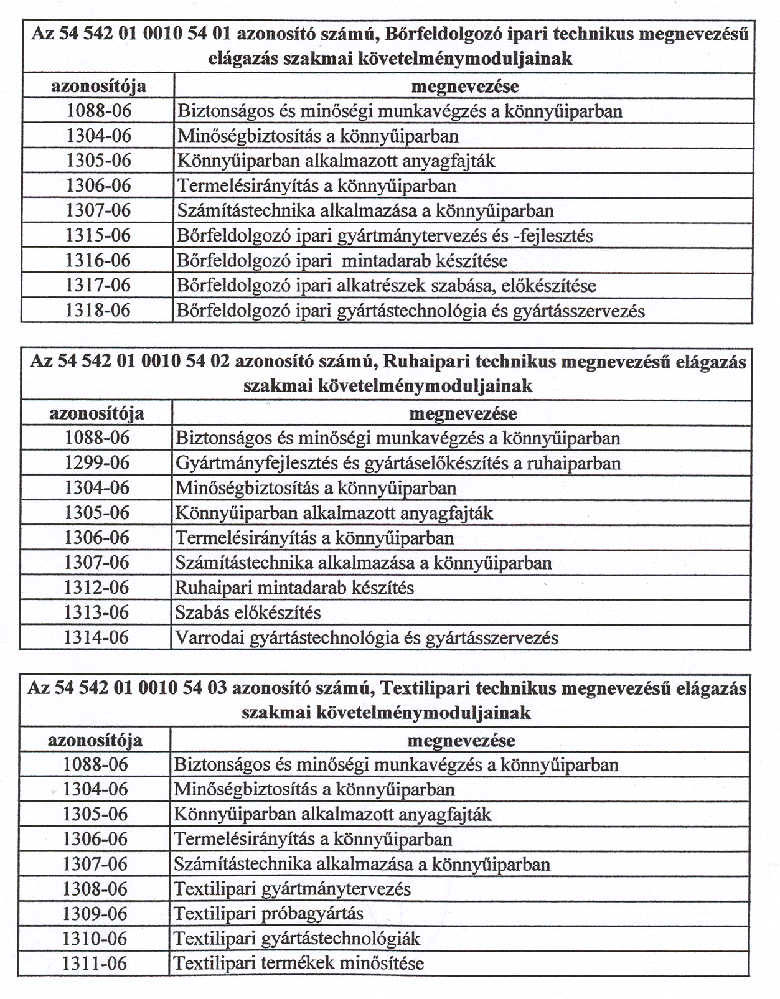 Az 54 542 01 0010 54 01 azonosító számú, Bőrfeldolgozó ipari technikus megnevezésű
elágazás szakmai követelménymoduljainak
azonosítója megnevezése
1088-06 Biztonságos és minőségi munkavégzés a könnyűiparban
1304-06 Minőségbiztosítás a könnyűiparban
1305-06 Könnyűiparban alkalmazott anyagfajták
1306-06 Termelésirányítás a könnyűiparban
1307-06 Számítástechnika alkalmazása a könnyűiparban
1315-06 Bőrfeldolgozó ipari gyártmánytervezés és -fejlesztés
1316-06 Bőrfeldolgozó ipari mintadarab készítése
1317-06 Bőrfeldolgozó ipari alkatrészek szabása, előkészítése
1318-06 Bőrfeldolgozó ipari gyártástechnológia és gyártásszervezés
Az 54 542 01 0010 54 02 azonosító számú, Ruhaipari technikus megnevezésű elágazás
szakmai követelménymoduljainak
azonosítója megnevezése
1088-06 Biztonságos és minőségi munkavégzés a könnyűiparban
1299-06 Gyártmányfejlesztés és gyártáselőkészítés a ruhaiparban
1304-06 Minőségbiztosítás a könnyűiparban
1305-06 Könnyűiparban alkalmazott anyagfajták
1306-06 Termelésirányítás a könnyűiparban
1307-06 Számítástechnika alkalmazása a könnyűiparban
1312-06 Ruhaipari mintadarab készítés
1313-06 Szabás előkészítés
1314-06 Varrodai gyártástechnológia és gyártásszervezés
Az 54 542 01 0010 54 03 azonosító számú, Textilipari technikus megnevezésű elágazás
szakmai követelménymoduljainak
azonosítója megnevezése
1088-06 Biztonságos és minőségi munkavégzés a könnyűiparban
1304-06 Minőségbiztosítás a könnyűiparban
1305-06 Könnyűiparban alkalmazott anyagfajták
1306-06 Termelésirányítás a könnyűiparban
1307-06 Számítástechnika alkalmazása a könnyűiparban
1308-06 Textilipari gyártmánytervezés
1309-06 Textilipari próbagyártás
1310-06 Textilipari gyártástechnológiák
1311-06 Textilipari termékek minősítése